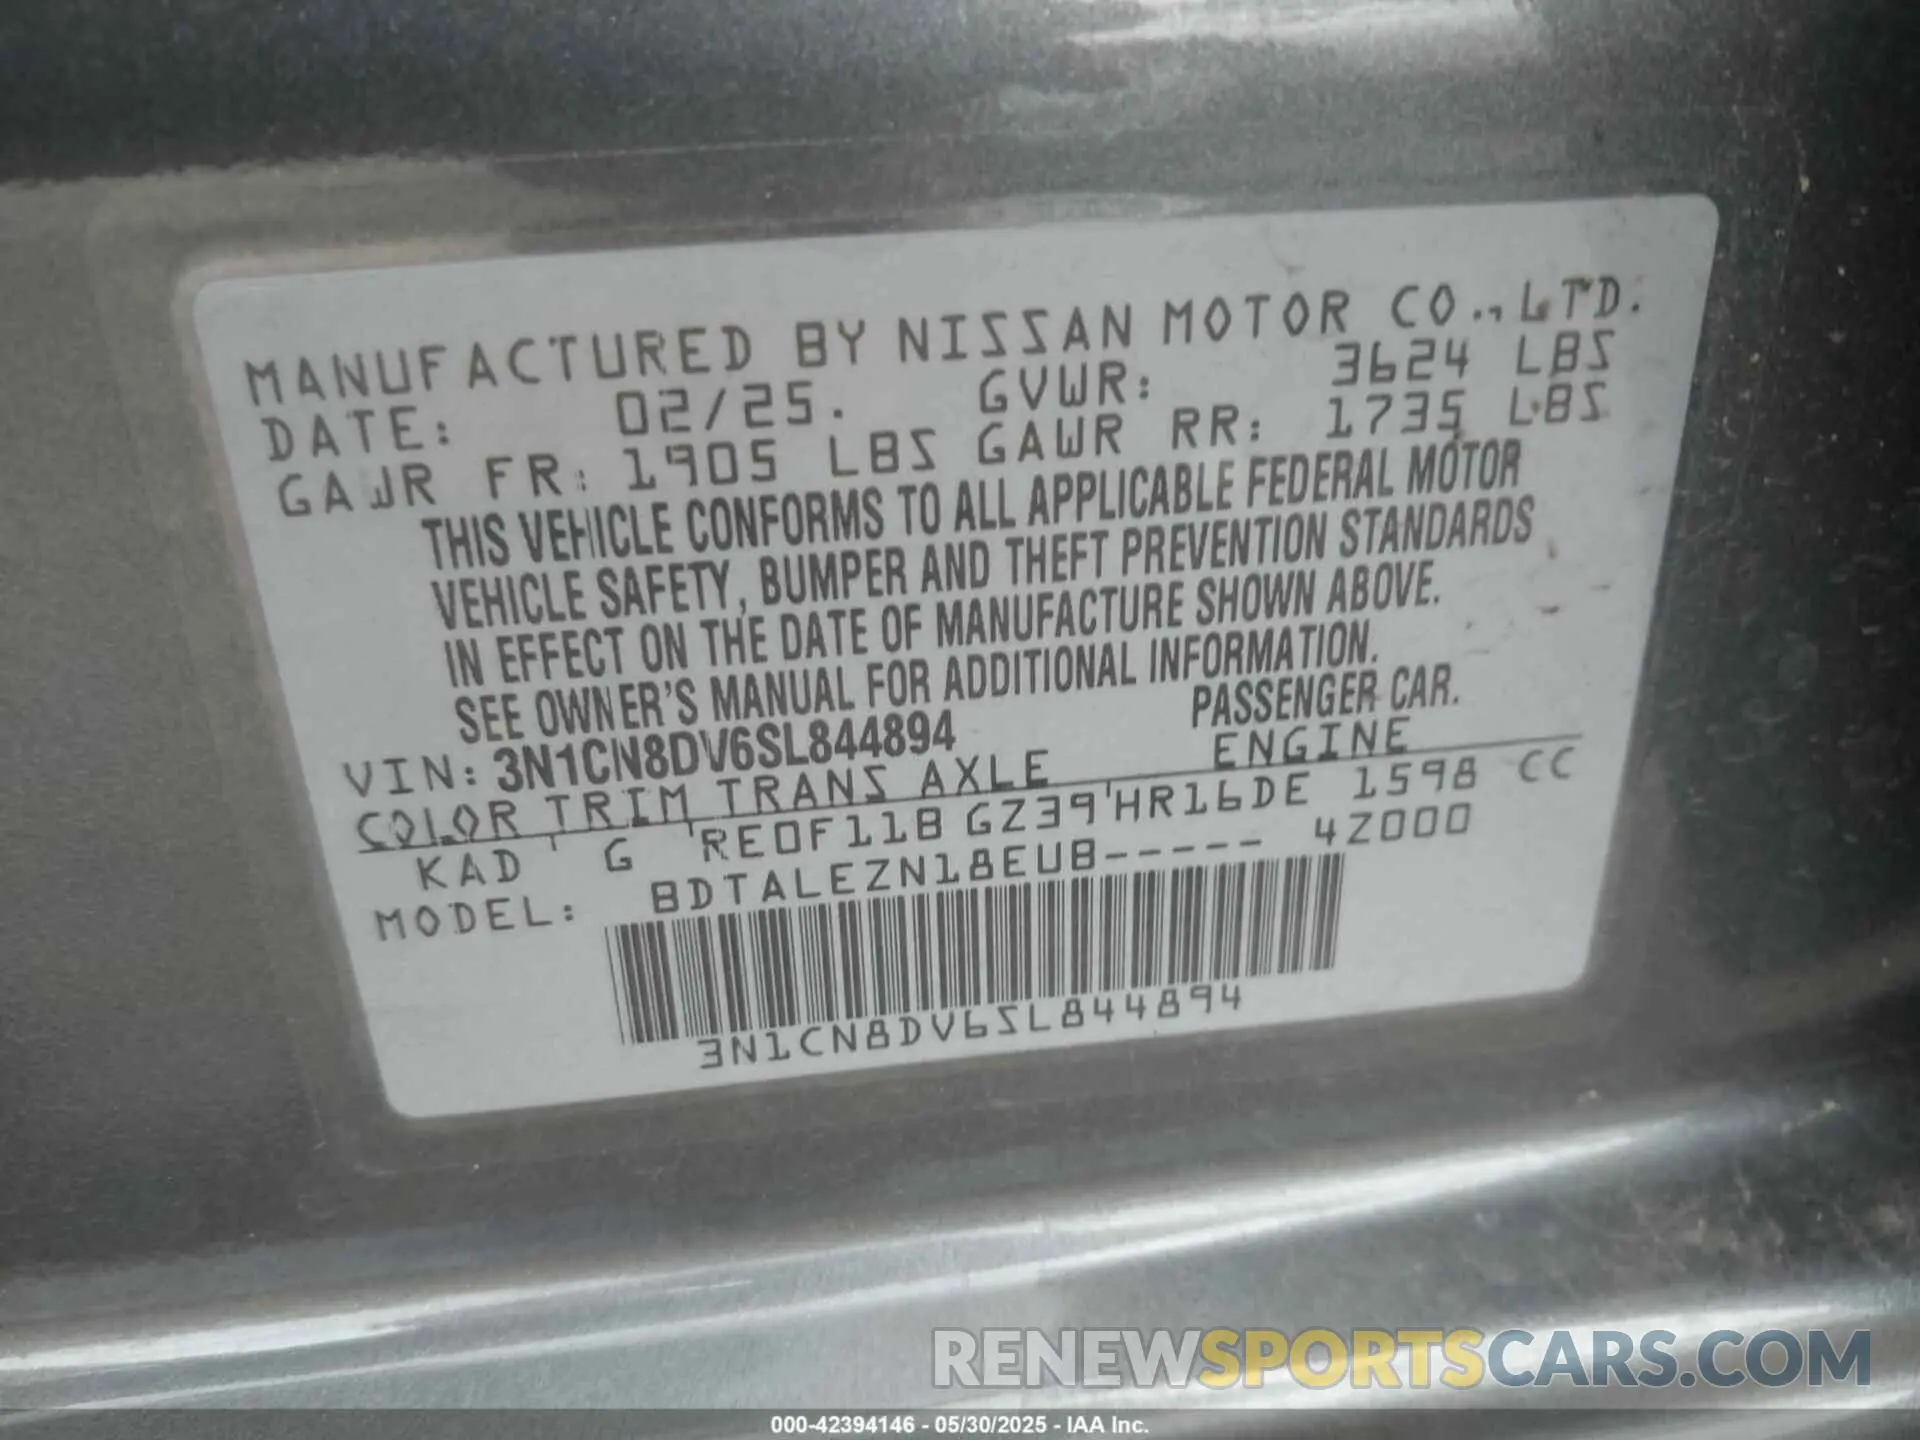 MANUFACTURED BY NISSAN MOTOR CO., LTD.
DATE: 02/25. GVWR: 3624 LBS
GAWR FR: 1905 LBS GAWR RR: 1735 LBS
THIS VEHICLE CONFORMS TO ALL APPLICABLE FEDERAL MOTOR
VEHICLE SAFETY, BUMPER AND THEFT PREVENTION STANDARDS
IN EFFECT ON THE DATE OF MANUFACTURE SHOWN ABOVE.
SEE OWNER'S MANUAL FOR ADDITIONAL INFORMATION.
VIN: 3N1CN8DV6SL844894 PASSENGER CAR.
COLOR TRIM TRANS AXLE ENGINE
KAD G RE0F11B GZ39 HR16DE 1598 CC
MODEL: BDTALEZN18EUB----- 4Z000
3N1CN8DV6SL844894
RENEWSPORTSCARS.COM
000-42394146 - 05/30/2025 - IAA Inc.